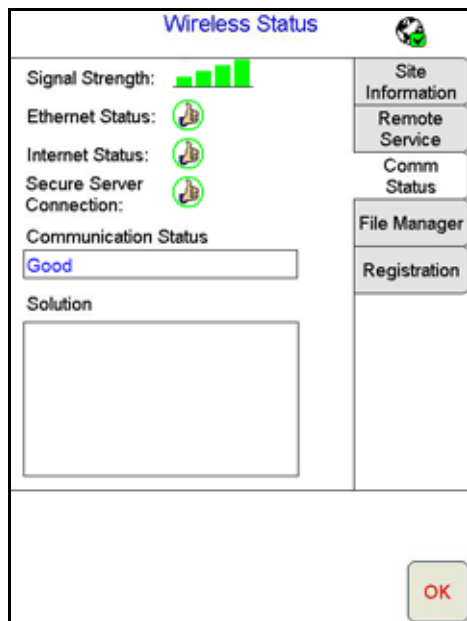 Wireless Status
Signal Strength:
Ethernet Status:
Internet Status:
Secure Server
Connection:
Communication Status
Good
Solution
Site
Information
Remote
Service
Comm
Status
File Manager
Registration
OK